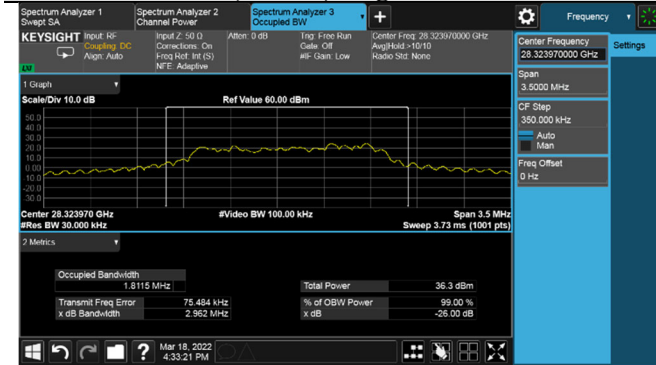 Spectrum Analyzer 1
Swept SA
Spectrum Analyzer 2
Channel Power
Spectrum Analyzer 3
Occupied BW
Frequency
KEYSIGHT
Input: RF
Coupling: DC
Align: Auto
Input Z: 50 Ω
Corrections: On
Freq Ref: Int (S)
NFE: Adaptive
Atten: 0 dB
Trig: Free Run
Gate: Off
#IF Gain: Low
Center Freq: 28.323970000 GHz
Avg|Hold:>10/10
Radio Std: None
1 Graph
Scale/Div 10.0 dB
Ref Value 60.00 dBm
50.0
40.0
30.0
20.0
10.0
0.00
-10.0
-20.0
-30.0
Center 28.323970 GHz
#Video BW 100.00 kHz
Span 3.5 MHz
#Res BW 30.000 kHz
Sweep 3.73 ms (1001 pts)
2 Metrics
Occupied Bandwidth
1.8115 MHz
Total Power 36.3 dBm
Transmit Freq Error 75.484 kHz
% of OBW Power 99.00 %
x dB Bandwidth 2.962 MHz
x dB -26.00 dB
Mar 18, 2022
4:33:21 PM
Center Frequency
28.323970000 GHz
Settings
Span
3.5000 MHz
CF Step
350.000 kHz
Auto
Man
Freq Offset
0 Hz